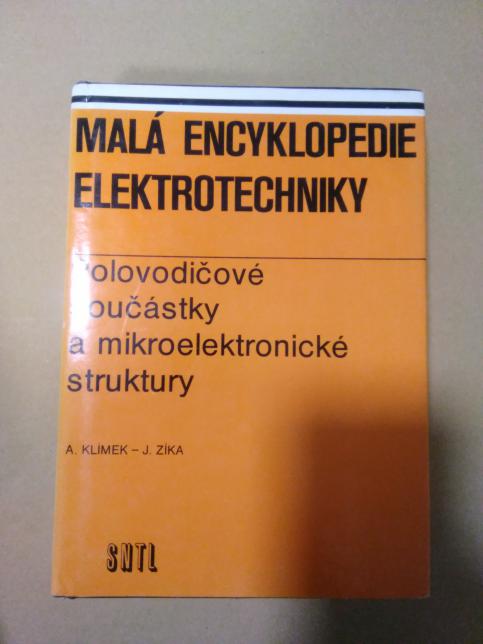 MALÁ ENCYKLOPEDIE
ELEKTROTECHNIKY
Polovodičové
součástky
a mikroelektronické
struktury
A. KLÍMEK – J. ZÍKA
SNTL